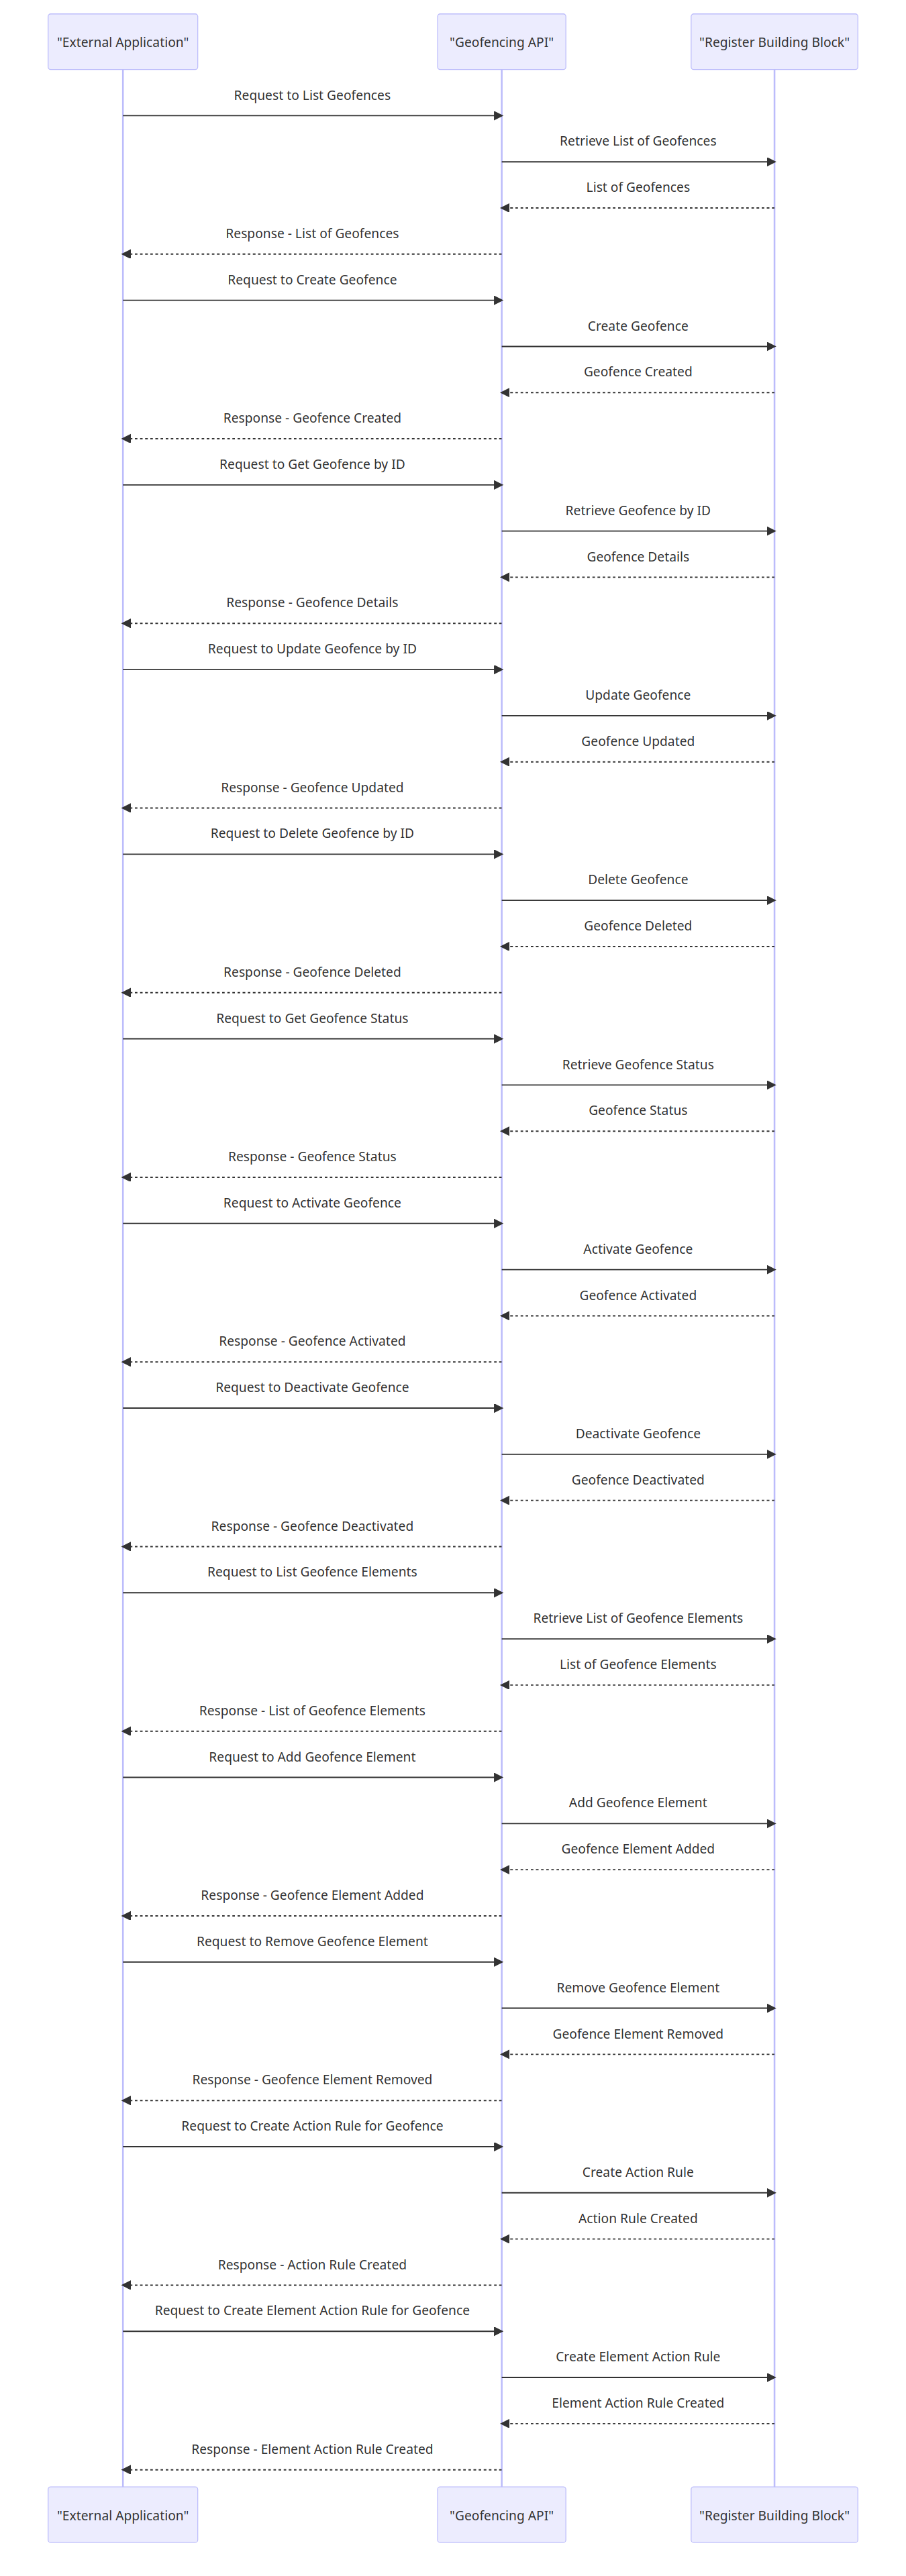 "External Application"
"Geofencing API"
"Register Building Block"
Request to List Geofences
Retrieve List of Geofences
List of Geofences
Response - List of Geofences
Request to Create Geofence
Create Geofence
Geofence Created
Response - Geofence Created
Request to Get Geofence by ID
Retrieve Geofence by ID
Geofence Details
Response - Geofence Details
Request to Update Geofence by ID
Update Geofence
Geofence Updated
Response - Geofence Updated
Request to Delete Geofence by ID
Delete Geofence
Geofence Deleted
Response - Geofence Deleted
Request to Get Geofence Status
Retrieve Geofence Status
Geofence Status
Response - Geofence Status
Request to Activate Geofence
Activate Geofence
Geofence Activated
Response - Geofence Activated
Request to Deactivate Geofence
Deactivate Geofence
Geofence Deactivated
Response - Geofence Deactivated
Request to List Geofence Elements
Retrieve List of Geofence Elements
List of Geofence Elements
Response - List of Geofence Elements
Request to Add Geofence Element
Add Geofence Element
Geofence Element Added
Response - Geofence Element Added
Request to Remove Geofence Element
Remove Geofence Element
Geofence Element Removed
Response - Geofence Element Removed
Request to Create Action Rule for Geofence
Create Action Rule
Action Rule Created
Response - Action Rule Created
Request to Create Element Action Rule for Geofence
Create Element Action Rule
Element Action Rule Created
Response - Element Action Rule Created
"External Application"
"Geofencing API"
"Register Building Block"